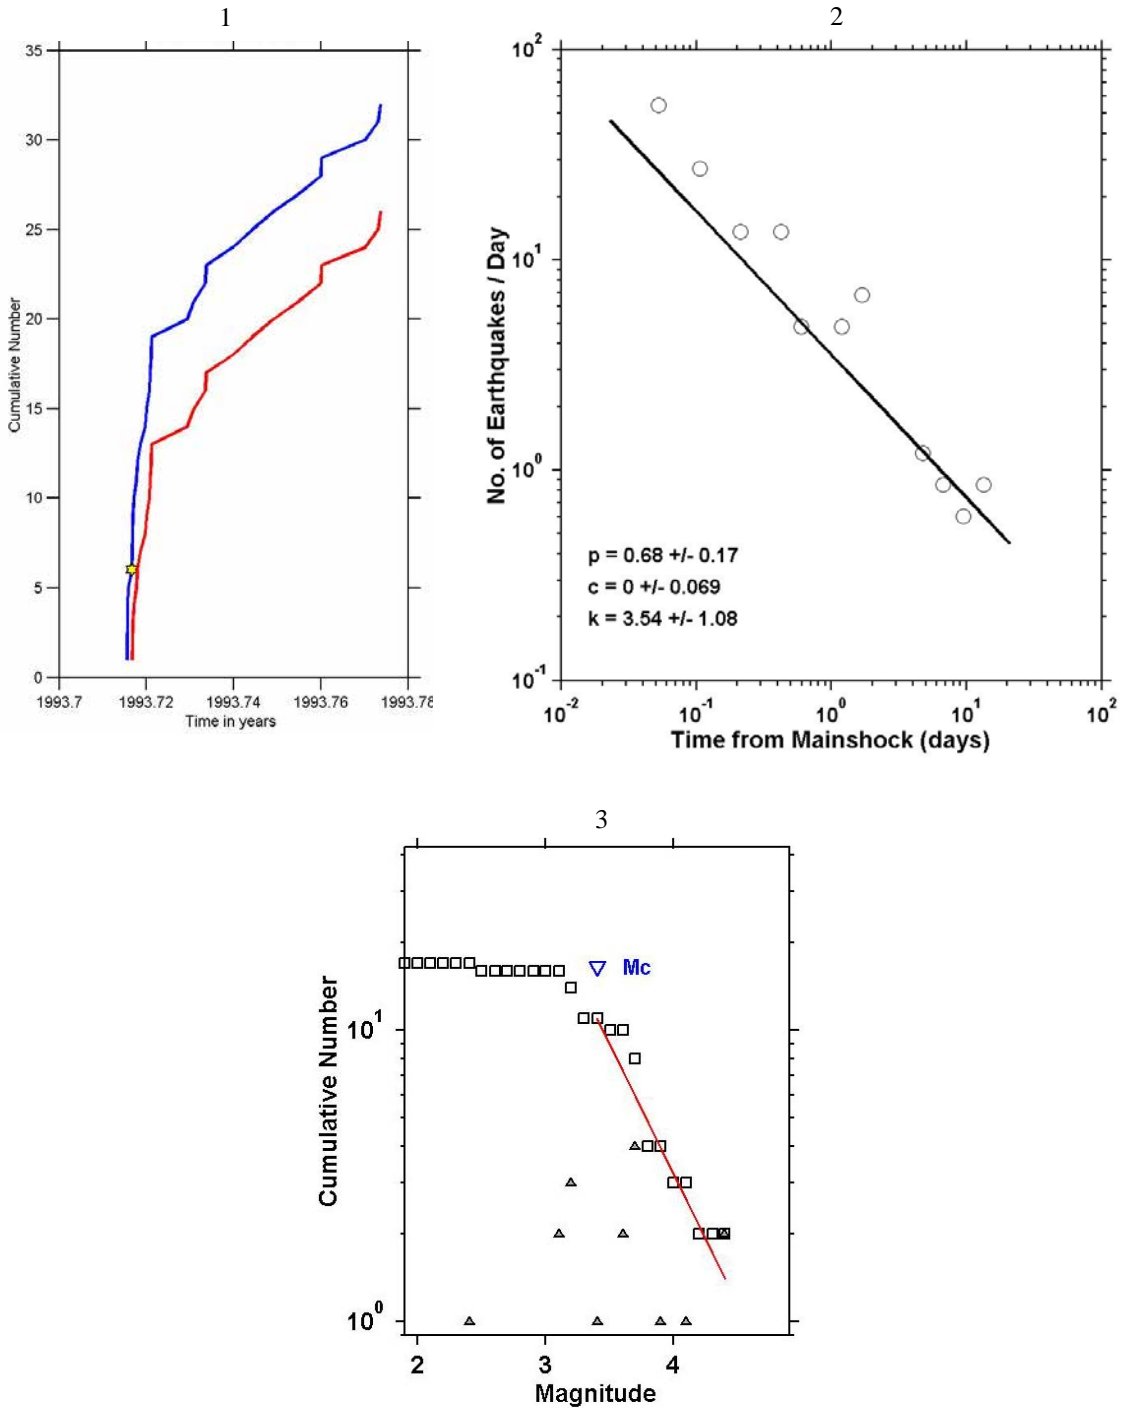 1
35
30
25
20
15
10
5
0
Cumulative Number
1993.7 1993.72 1993.74 1993.76 1993.78
Time in years
2
10^2
10^1
10^0
10^-1
No. of Earthquakes / Day
p = 0.68 +/- 0.17
c = 0 +/- 0.069
k = 3.54 +/- 1.08
10^-2 10^-1 10^0 10^1 10^2
Time from Mainshock (days)
3
Mc
10^1
10^0
Cumulative Number
2 3 4
Magnitude